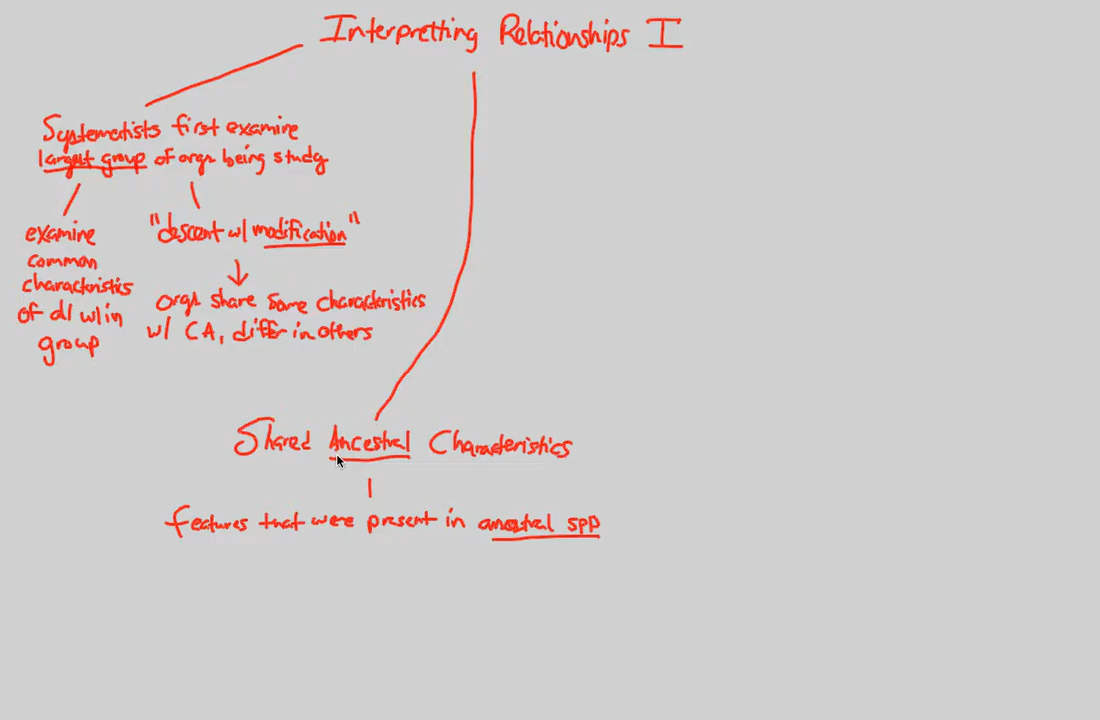 Interpretting Relationships I
Systematists first examine
largest group of orgs being study
examine
common
characteristics
of all w/in
group
"descent w/ modification"
orgs share some characteristics
w/ CA, differ in others
Shared Ancestral Characteristics
features that were present in ancestral spp